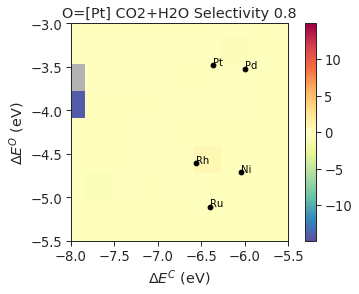 O=[Pt] CO2+H2O Selectivity 0.8
−3.0
−3.5
−4.0
−4.5
−5.0
−5.5
ΔE^O (eV)
Pt
Pd
Rh
Ni
Ru
−8.0 −7.5 −7.0 −6.5 −6.0 −5.5
ΔE^C (eV)
10
5
0
−5
−10